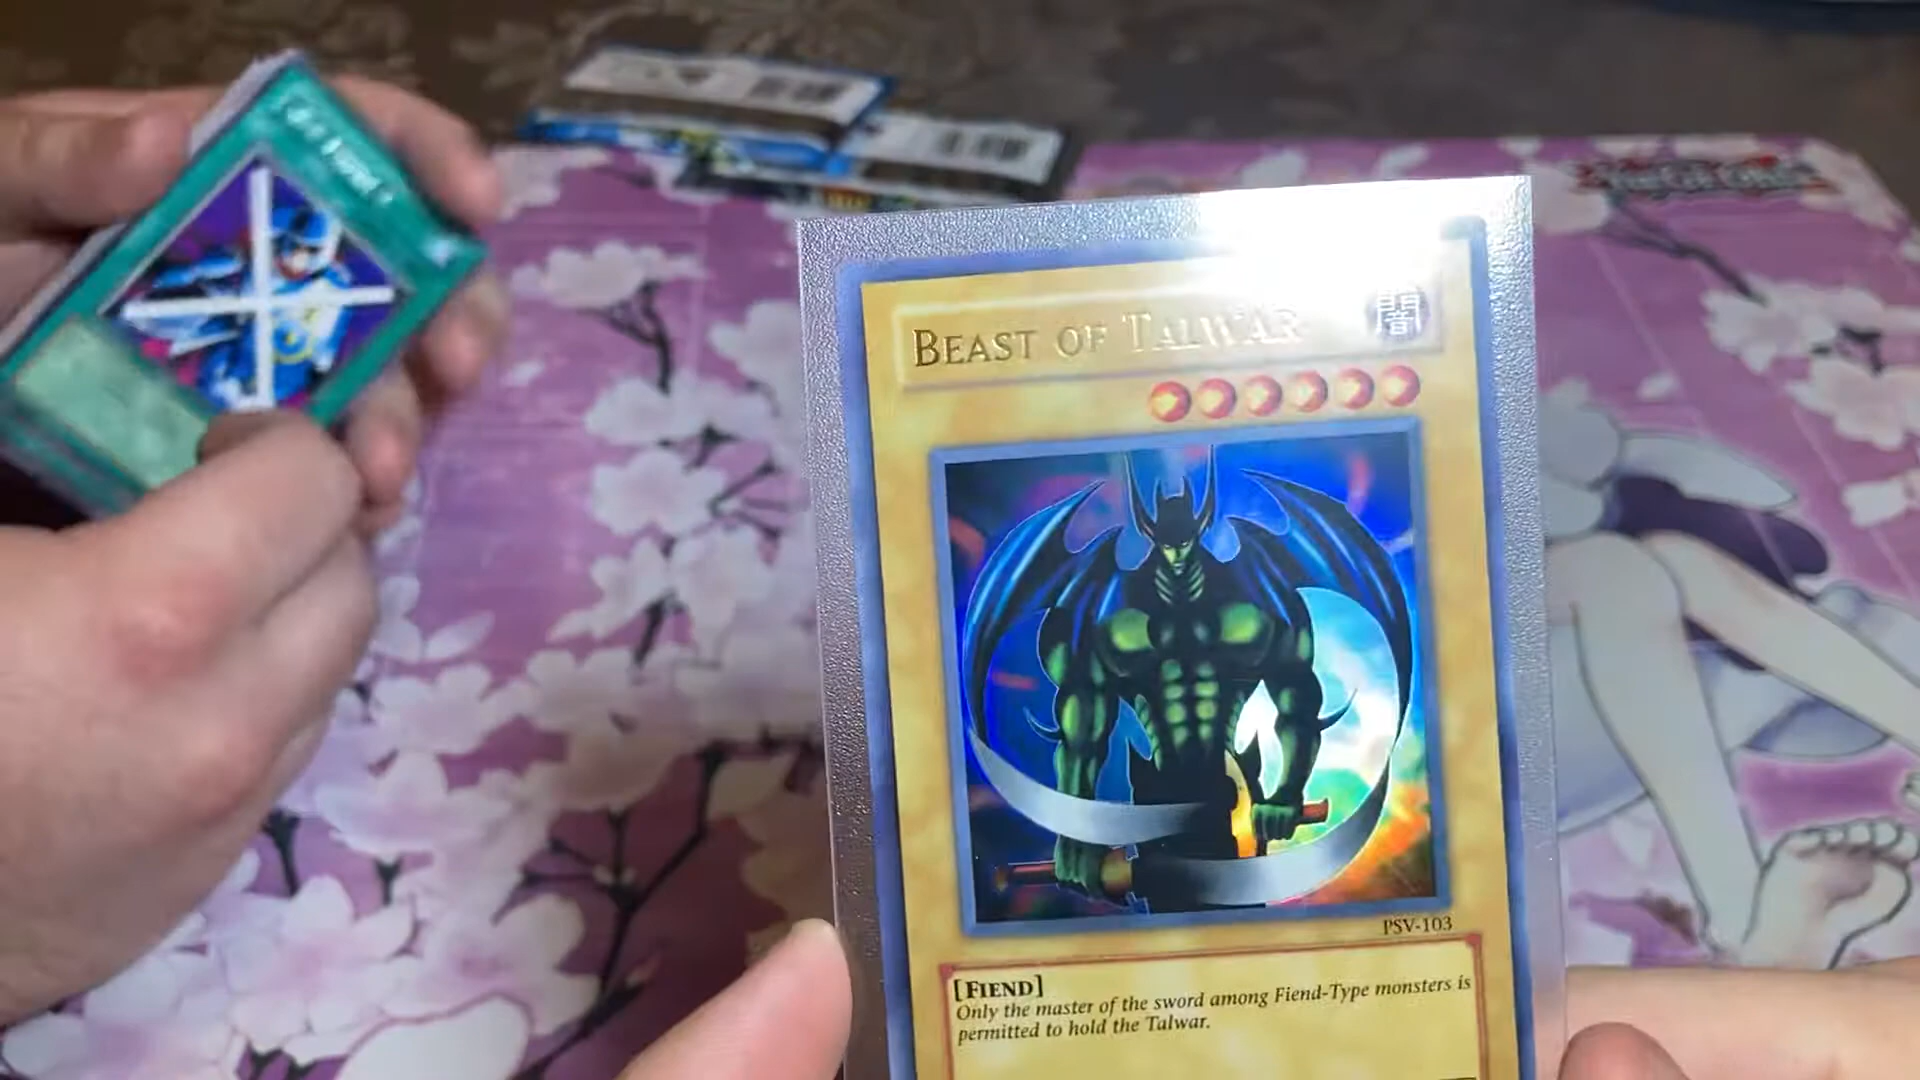 BEAST OF TALWAR
闇
PSV-103
[FIEND]
Only the master of the sword among Fiend-Type monsters is
permitted to hold the Talwar.